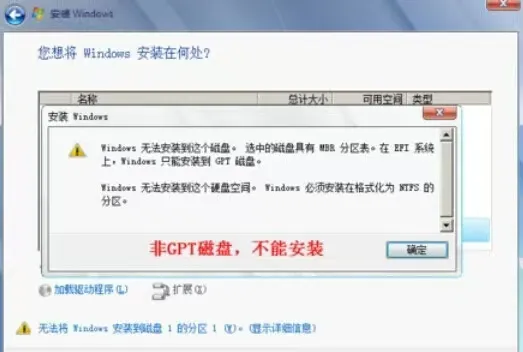 安装 Windows
您想将 Windows 安装在何处?
名称 总计大小 可用空间 类型
安装 Windows
Windows 无法安装到这个磁盘。选中的磁盘具有 MBR 分区表。在 EFI 系统
上,Windows 只能安装到 GPT 磁盘。
Windows 无法安装到这个硬盘空间。Windows 必须安装在格式化为 NTFS 的
分区。
非GPT磁盘,不能安装
确定
加载驱动程序(L) 扩展(X)
无法将 Windows 安装到磁盘 1 的分区 1 (Y)。(显示详细信息)